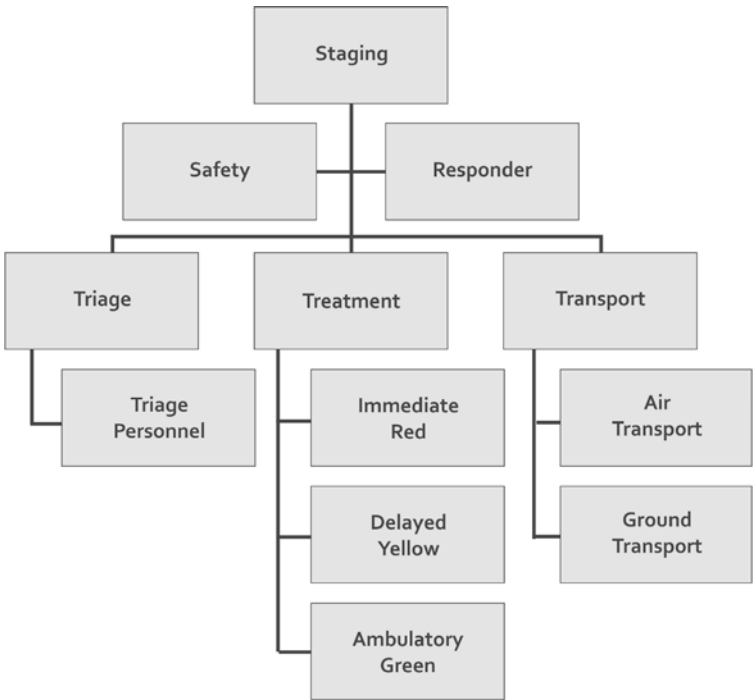 Staging
Safety
Responder
Triage
Treatment
Transport
Triage
Personnel
Immediate
Red
Air
Transport
Delayed
Yellow
Ground
Transport
Ambulatory
Green